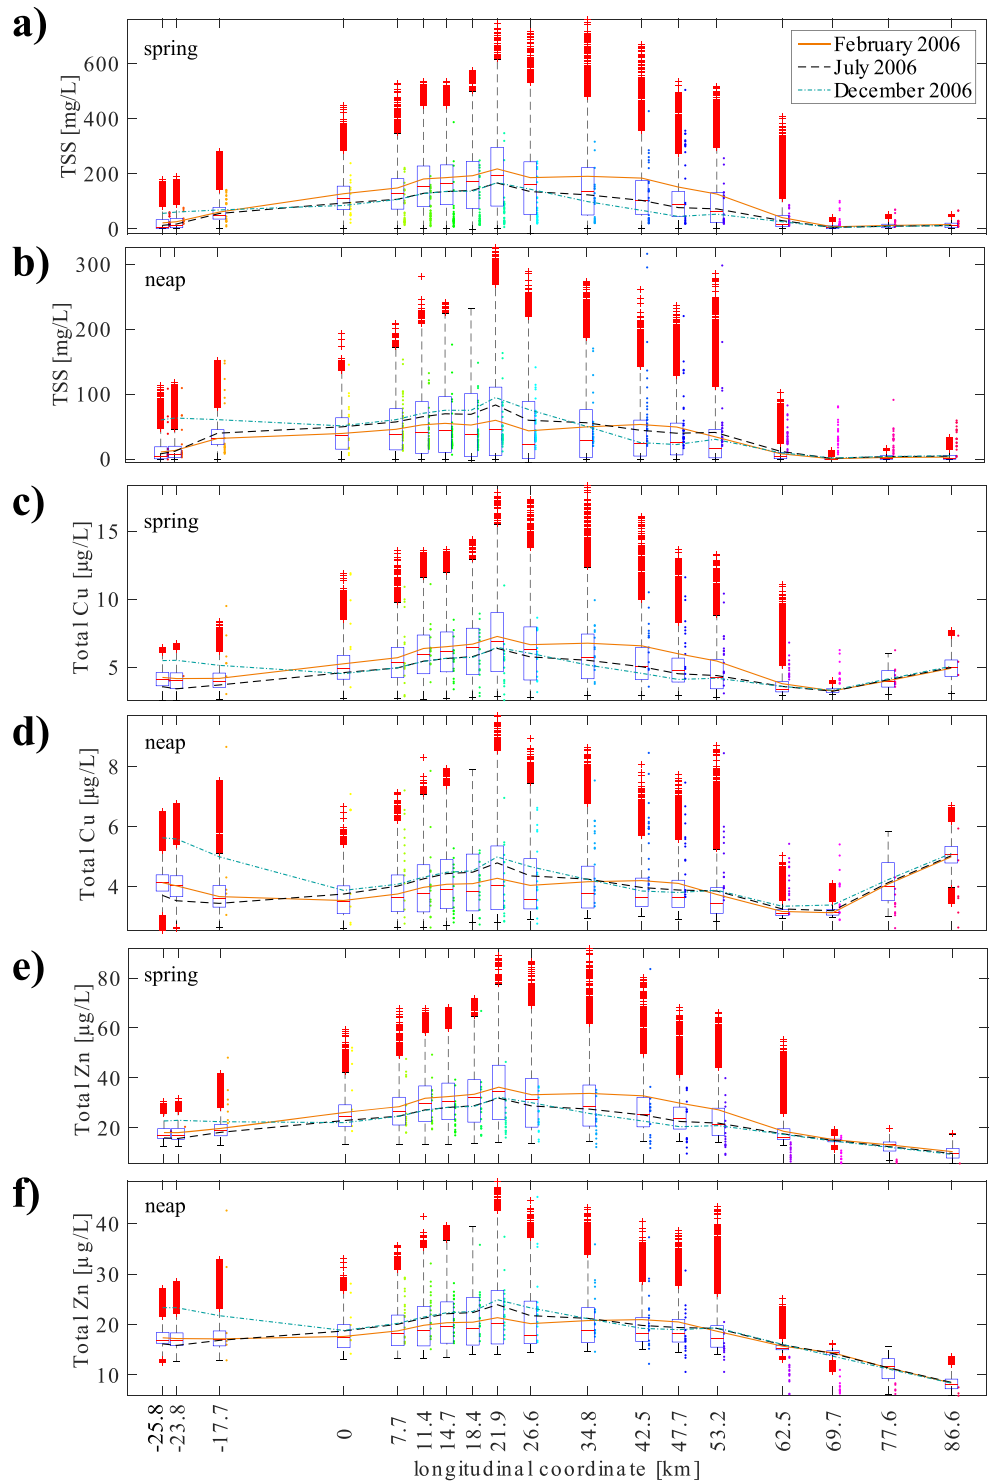 a)
spring
February 2006
July 2006
December 2006
TSS [mg/L]
600
400
200
0
b)
neap
TSS [mg/L]
300
200
100
0
c)
spring
Total Cu [µg/L]
15
10
5
d)
neap
Total Cu [µg/L]
8
6
4
e)
spring
Total Zn [µg/L]
80
60
40
20
f)
neap
Total Zn [µg/L]
40
30
20
10
-25.8 -23.8 -17.7 0 7.7 11.4 14.7 18.4 21.9 26.6 34.8 42.5 47.7 53.2 62.5 69.7 77.6 86.6
longitudinal coordinate [km]